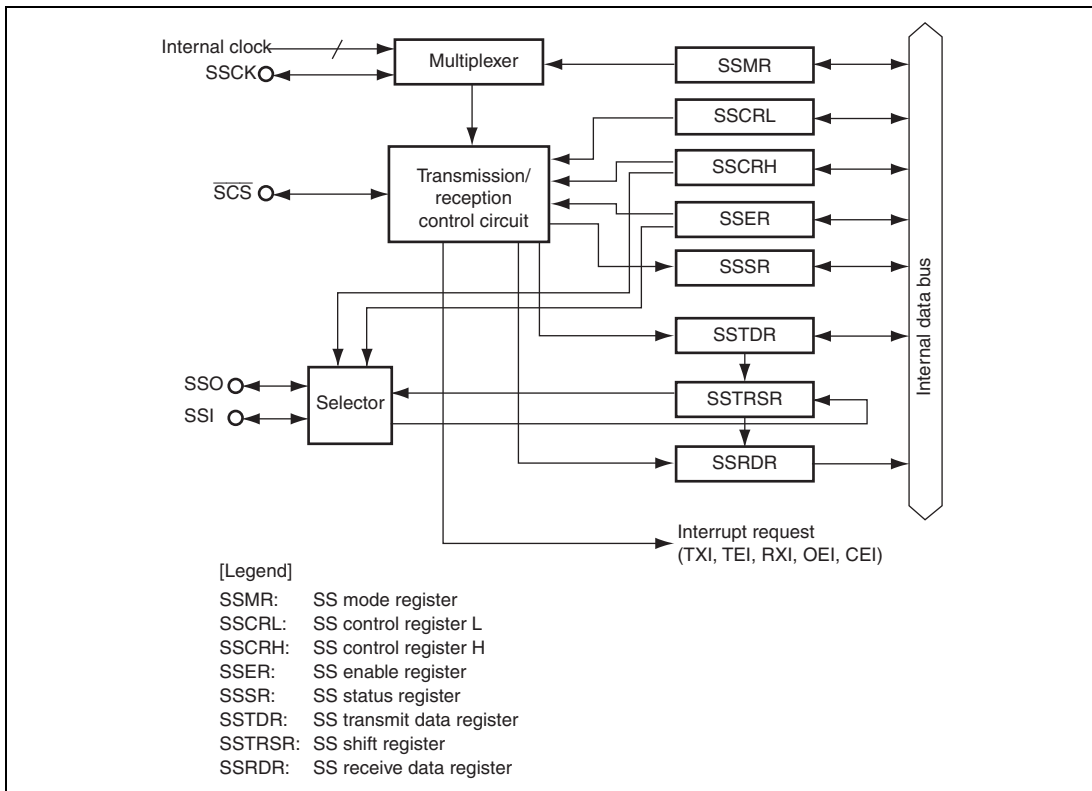 Internal clock
SSCK
Multiplexer
SSMR
SSCRL
SCS
Transmission/
reception
control circuit
SSCRH
SSER
SSSR
Internal data bus
SSTDR
SSO
SSI
Selector
SSTRSR
SSRDR
Interrupt request
(TXI, TEI, RXI, OEI, CEI)
[Legend]
SSMR: SS mode register
SSCRL: SS control register L
SSCRH: SS control register H
SSER: SS enable register
SSSR: SS status register
SSTDR: SS transmit data register
SSTRSR: SS shift register
SSRDR: SS receive data register